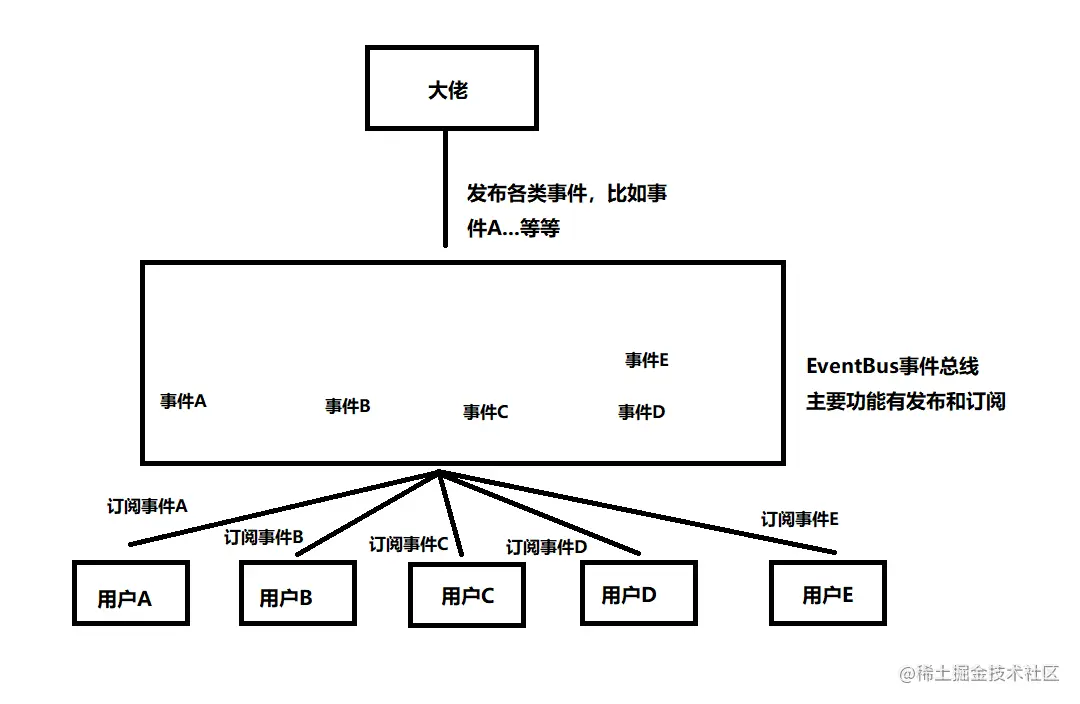 大佬
发布各类事件，比如事
件A...等等
事件E
EventBus事件总线
主要功能有发布和订阅
事件A
事件B
事件C
事件D
订阅事件A
订阅事件B
订阅事件C
订阅事件D
订阅事件E
用户A
用户B
用户C
用户D
用户E
@稀土掘金技术社区